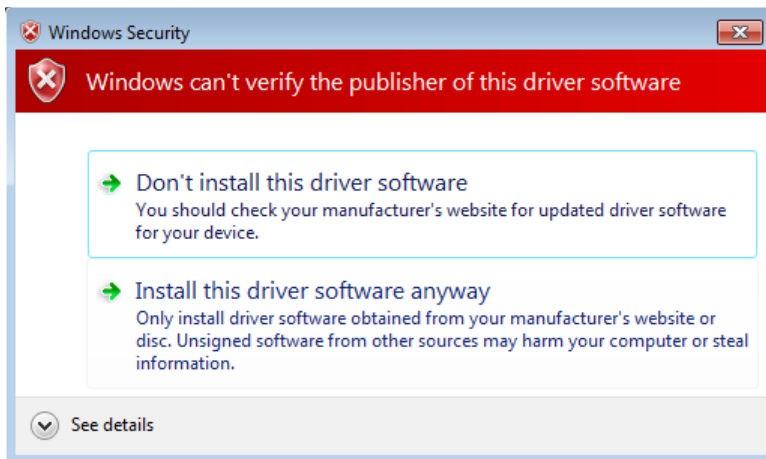 Windows Security
Windows can't verify the publisher of this driver software
Don't install this driver software
You should check your manufacturer's website for updated driver software
for your device.
Install this driver software anyway
Only install driver software obtained from your manufacturer's website or
disc. Unsigned software from other sources may harm your computer or steal
information.
See details